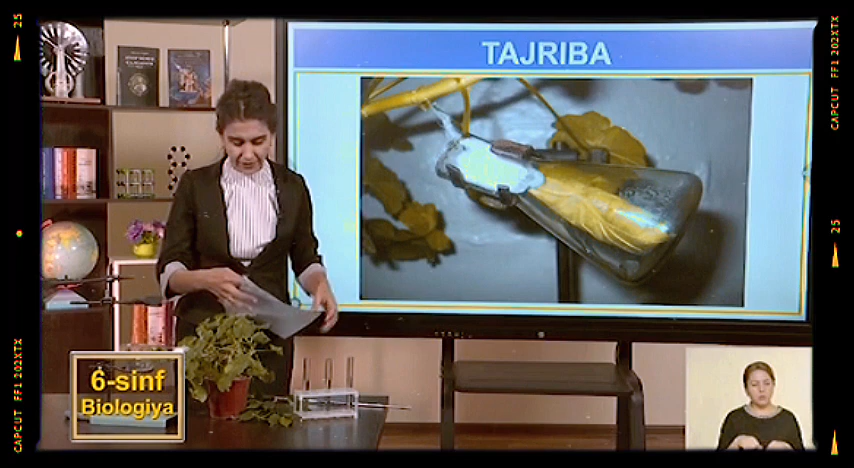 25
CAPCUT FF1 202XTX
TAJRIBA
25
6-sinf
Biologiya
CAPCUT FF1 202XTX